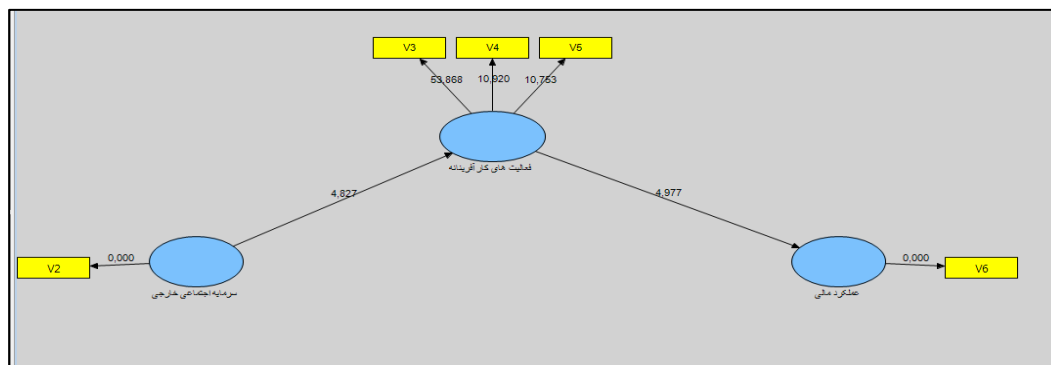 V3 V4 V5
53,868 10,920 10,753
فعالیت های کارآفرینانه
4,827 4,977
V2 0,000 0,000 V6
سرمایه اجتماعی خارجی عملکرد مالی